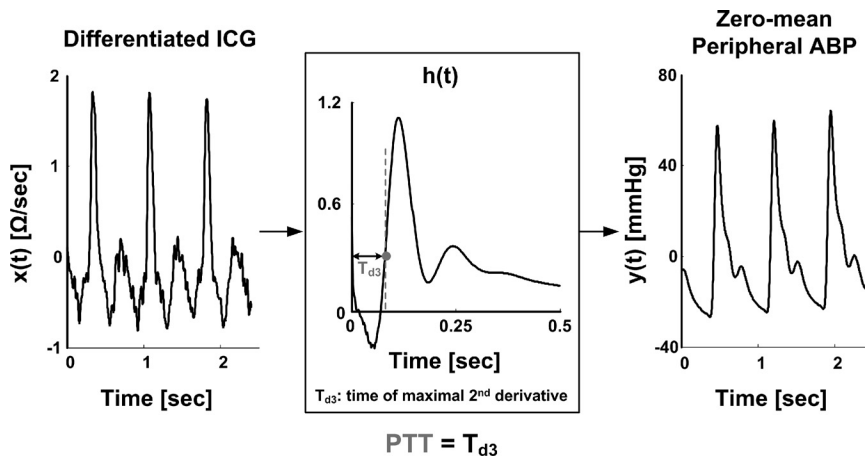 Differentiated ICG
x(t) [Ω/sec]
2
1
0
-1
0
1
2
Time [sec]
h(t)
1.2
0.6
0
T_d3
0
0.25
0.5
Time [sec]
T_d3: time of maximal 2nd derivative
Zero-mean
Peripheral ABP
y(t) [mmHg]
80
60
0
-40
0
1
2
Time [sec]
PTT = T_d3